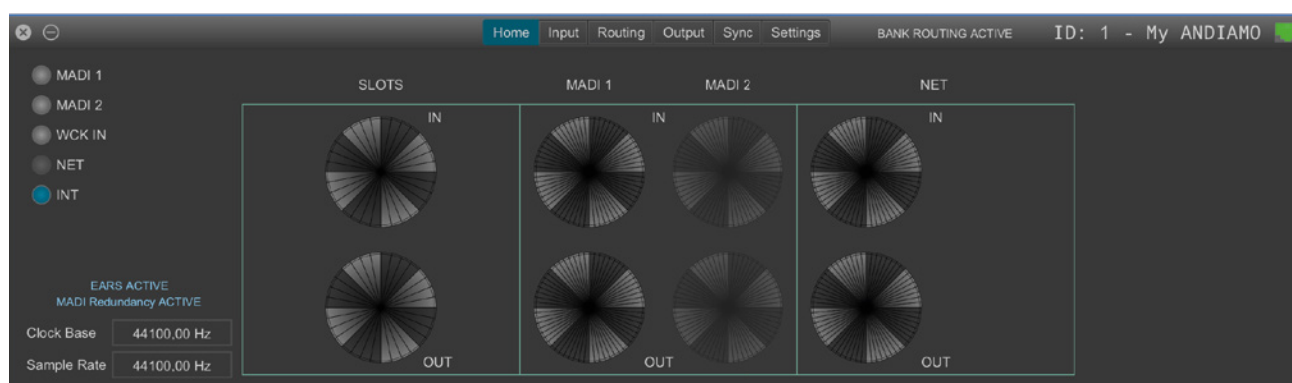 Home Input Routing Output Sync Settings BANK ROUTING ACTIVE ID: 1 - My ANDIAMO
MADI 1
MADI 2
WCK IN
NET
INT
EARS ACTIVE
MADI Redundancy ACTIVE
Clock Base 44100,00 Hz
Sample Rate 44100,00 Hz
SLOTS MADI 1 MADI 2 NET
IN IN IN
OUT OUT OUT